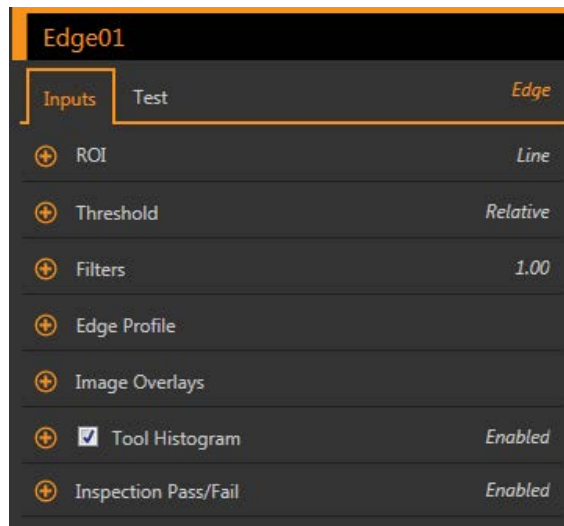 Edge01
Inputs Test Edge
ROI Line
Threshold Relative
Filters 1.00
Edge Profile
Image Overlays
Tool Histogram Enabled
Inspection Pass/Fail Enabled